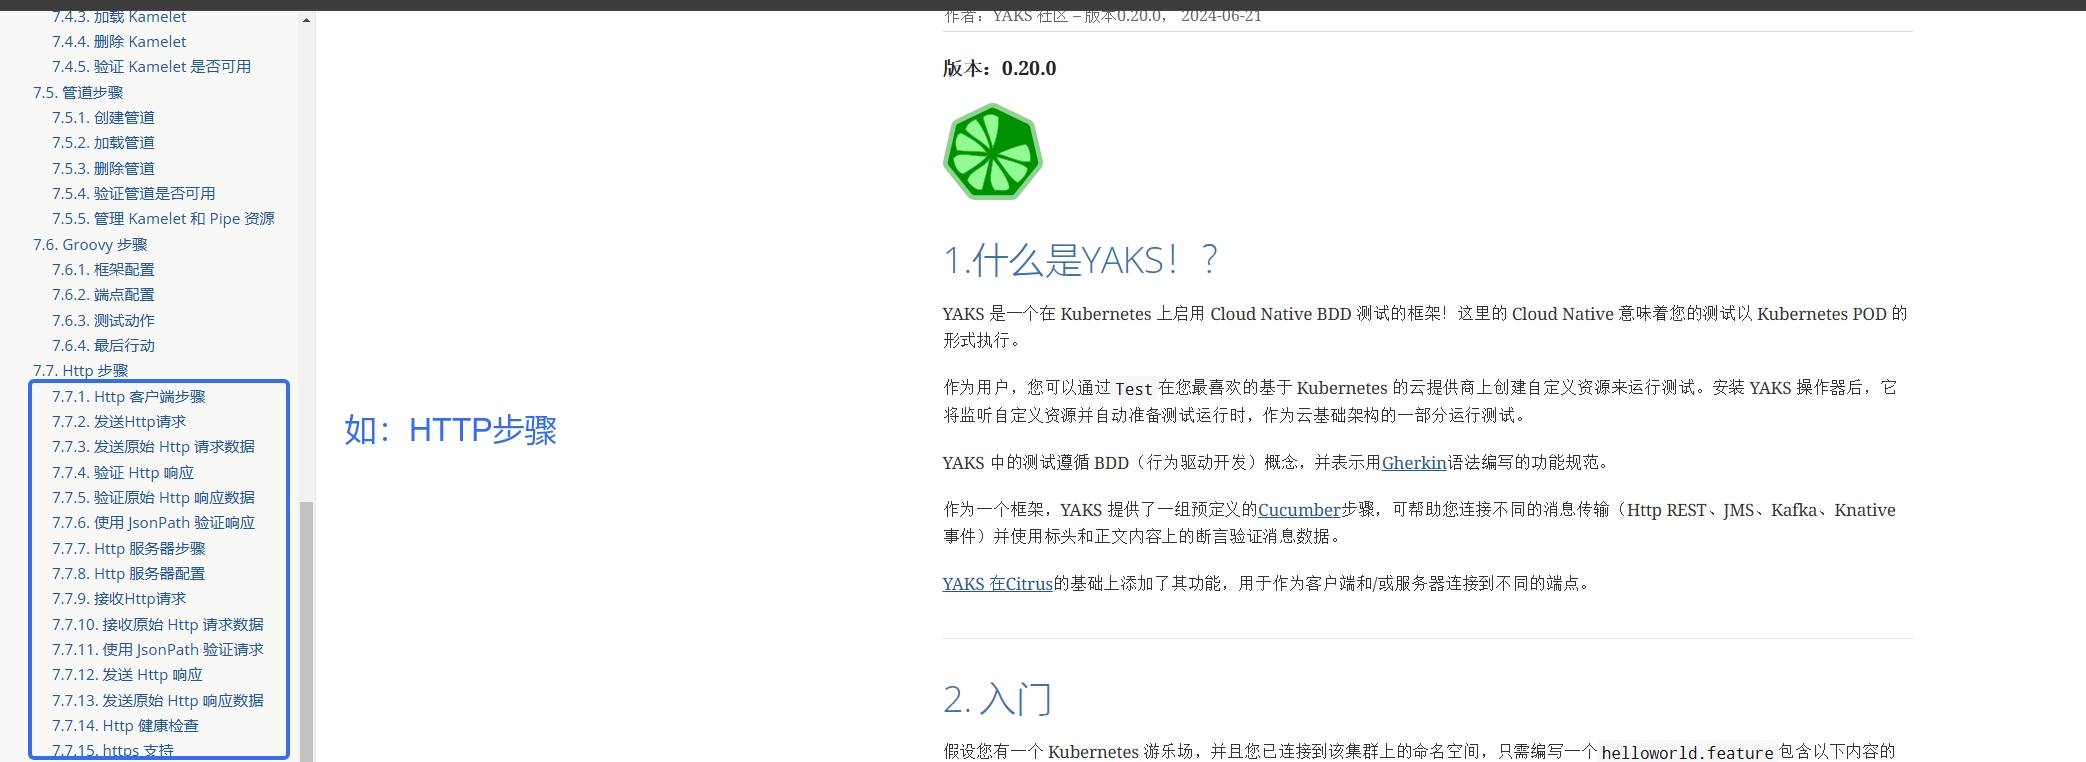 7.4.3. 加载 Kamelet
7.4.4. 删除 Kamelet
7.4.5. 验证 Kamelet 是否可用
7.5. 管道步骤
7.5.1. 创建管道
7.5.2. 加载管道
7.5.3. 删除管道
7.5.4. 验证管道是否可用
7.5.5. 管理 Kamelet 和 Pipe 资源
7.6. Groovy 步骤
7.6.1. 框架配置
7.6.2. 端点配置
7.6.3. 测试动作
7.6.4. 最后行动
7.7. Http 步骤
7.7.1. Http 客户端步骤
7.7.2. 发送Http请求
7.7.3. 发送原始 Http 请求数据
7.7.4. 验证 Http 响应
7.7.5. 验证原始 Http 响应数据
7.7.6. 使用 JsonPath 验证响应
7.7.7. Http 服务器步骤
7.7.8. Http 服务器配置
7.7.9. 接收Http请求
7.7.10. 接收原始 Http 请求数据
7.7.11. 使用 JsonPath 验证请求
7.7.12. 发送 Http 响应
7.7.13. 发送原始 Http 响应数据
7.7.14. Http 健康检查
7.7.15. https 支持
如：HTTP步骤
作者：YAKS 社区 – 版本0.20.0， 2024-06-21
版本：0.20.0
1.什么是YAKS！？
YAKS 是一个在 Kubernetes 上启用 Cloud Native BDD 测试的框架！这里的 Cloud Native 意味着您的测试以 Kubernetes POD 的
形式执行。
作为用户，您可以通过 Test 在您最喜欢的基于 Kubernetes 的云提供商上创建自定义资源来运行测试。安装 YAKS 操作器后，它
将监听自定义资源并自动准备测试运行时，作为云基础架构的一部分运行测试。
YAKS 中的测试遵循 BDD（行为驱动开发）概念，并表示用Gherkin语法编写的功能规范。
作为一个框架，YAKS 提供了一组预定义的Cucumber步骤，可帮助您连接不同的消息传输（Http REST、JMS、Kafka、Knative
事件）并使用标头和正文内容上的断言验证消息数据。
YAKS 在Citrus的基础上添加了其功能，用于作为客户端和/或服务器连接到不同的端点。
2. 入门
假设您有一个 Kubernetes 游乐场，并且您已连接到该集群上的命名空间，只需编写一个 helloworld.feature 包含以下内容的